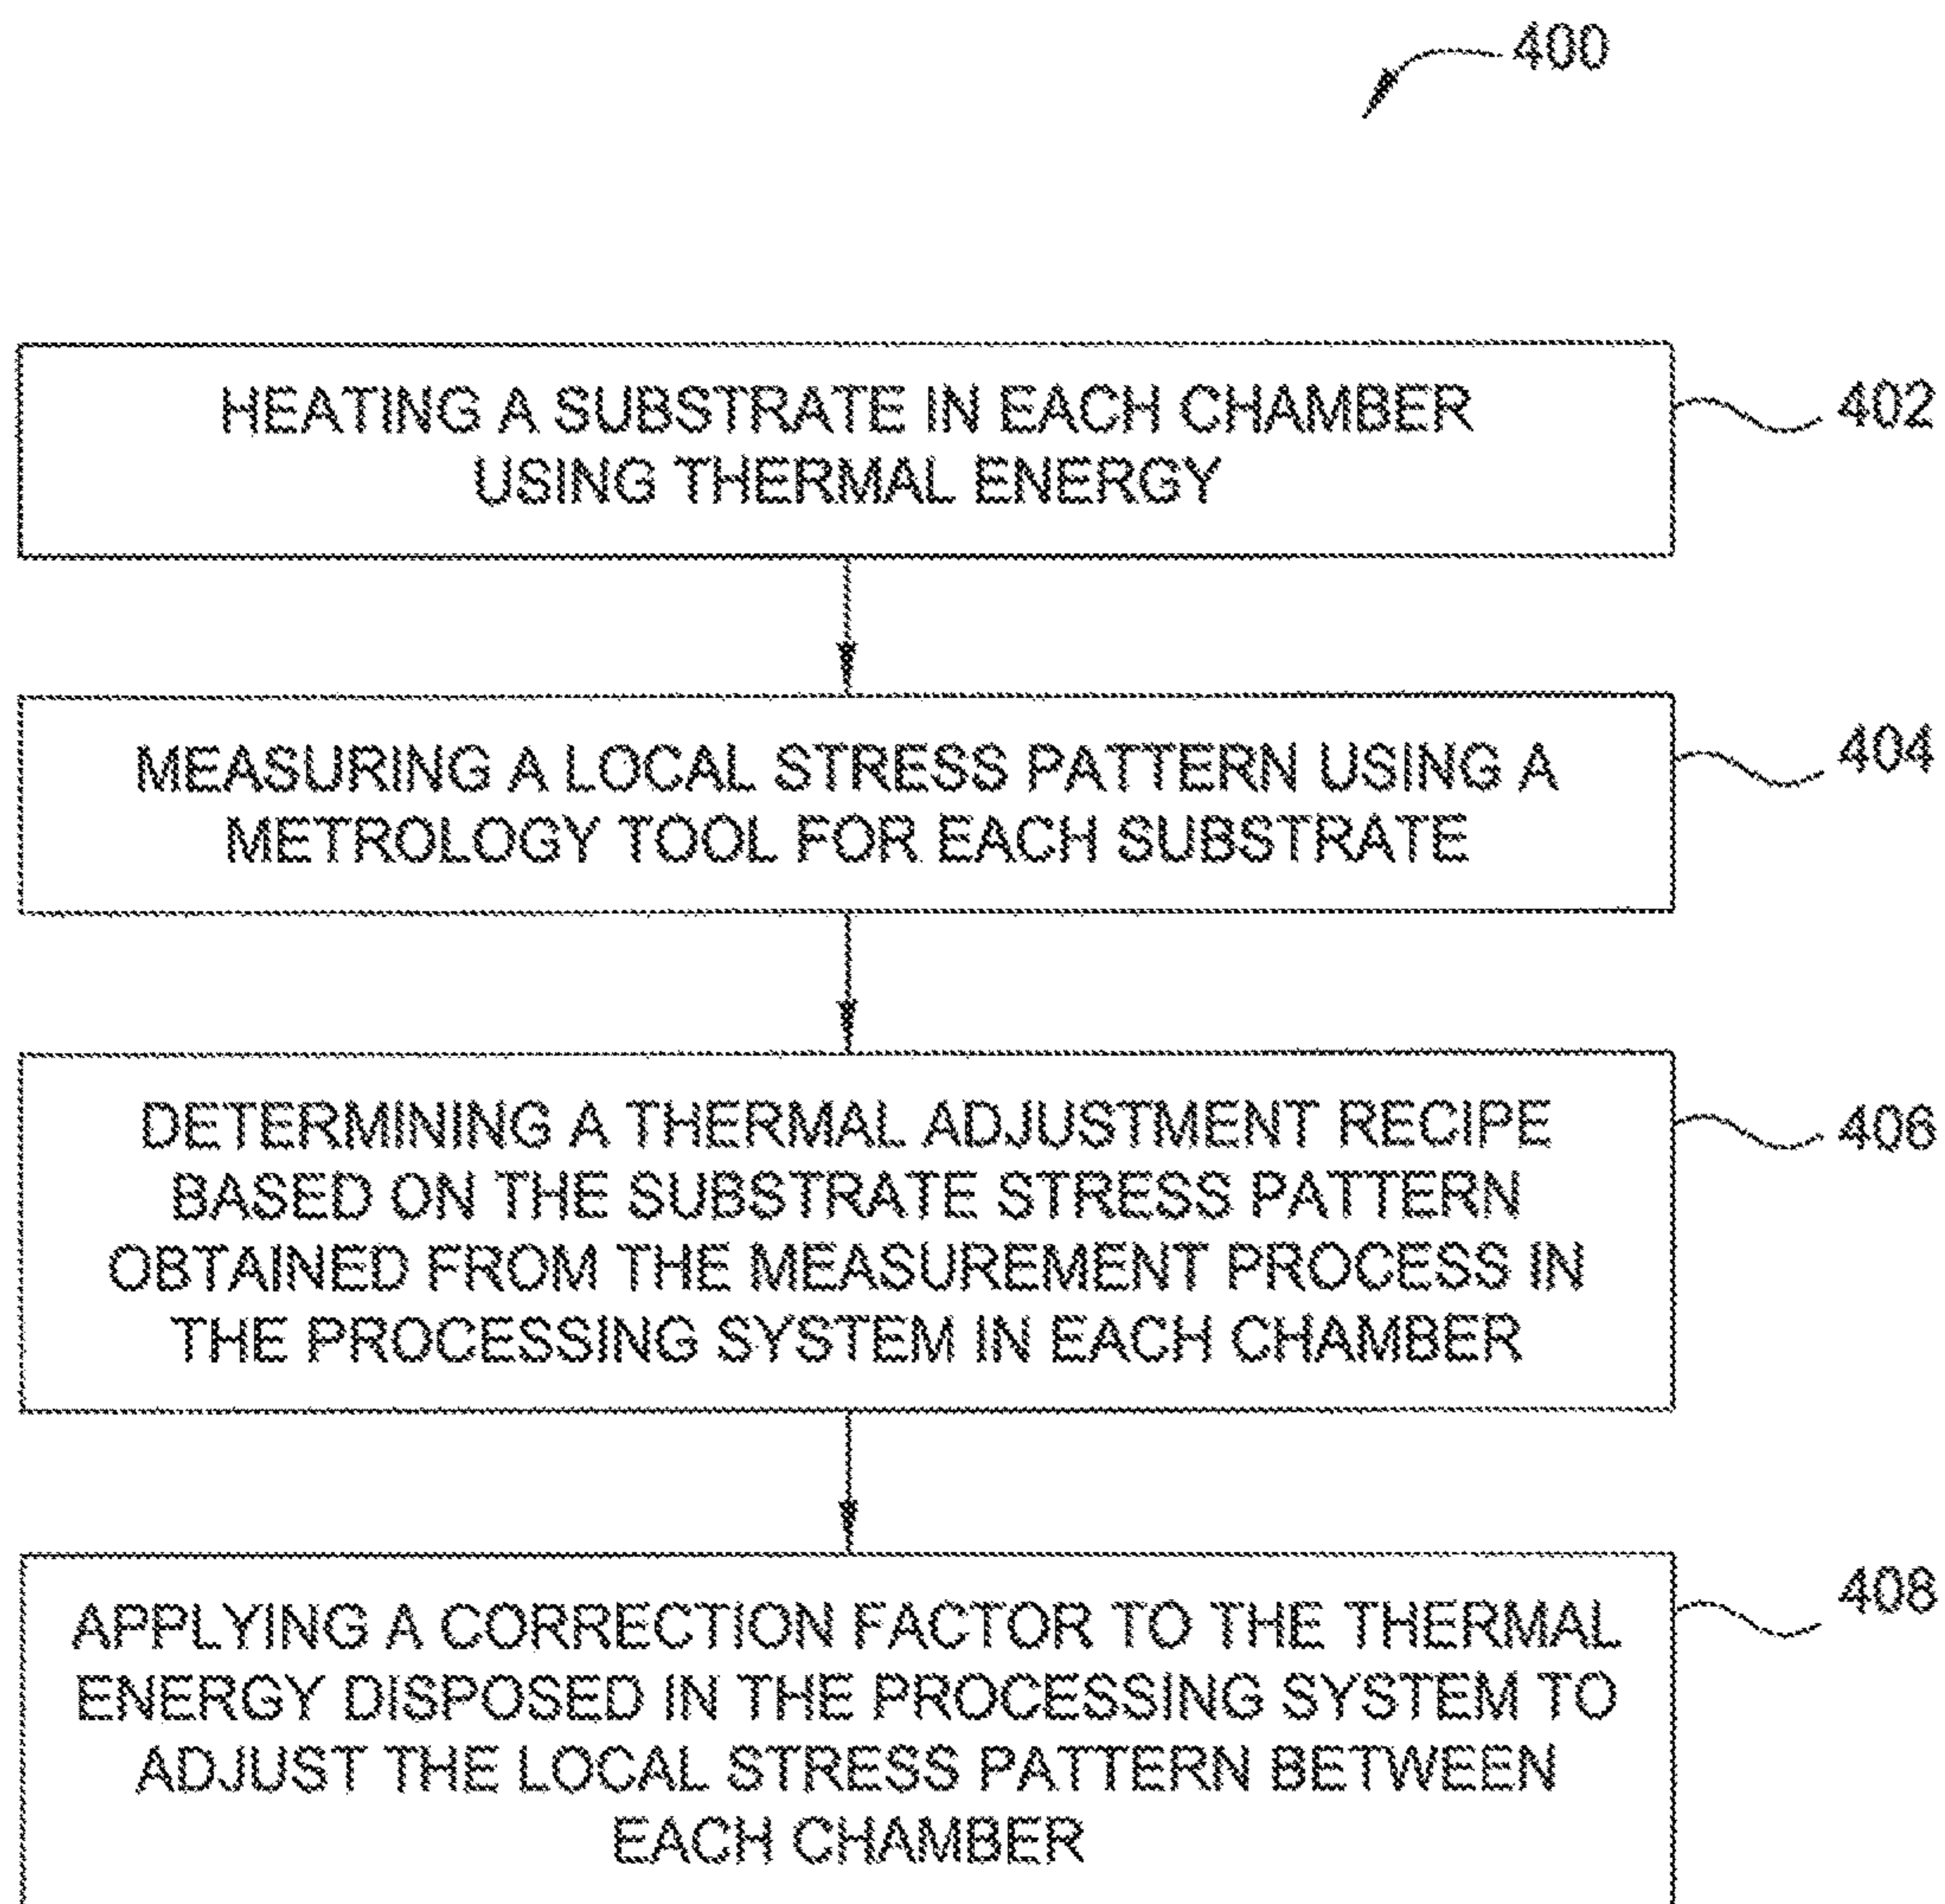 400
HEATING A SUBSTRATE IN EACH CHAMBER
USING THERMAL ENERGY
402
MEASURING A LOCAL STRESS PATTERN USING A
METROLOGY TOOL FOR EACH SUBSTRATE
404
DETERMINING A THERMAL ADJUSTMENT RECIPE
BASED ON THE SUBSTRATE STRESS PATTERN
OBTAINED FROM THE MEASUREMENT PROCESS IN
THE PROCESSING SYSTEM IN EACH CHAMBER
406
APPLYING A CORRECTION FACTOR TO THE THERMAL
ENERGY DISPOSED IN THE PROCESSING SYSTEM TO
ADJUST THE LOCAL STRESS PATTERN BETWEEN
EACH CHAMBER
408